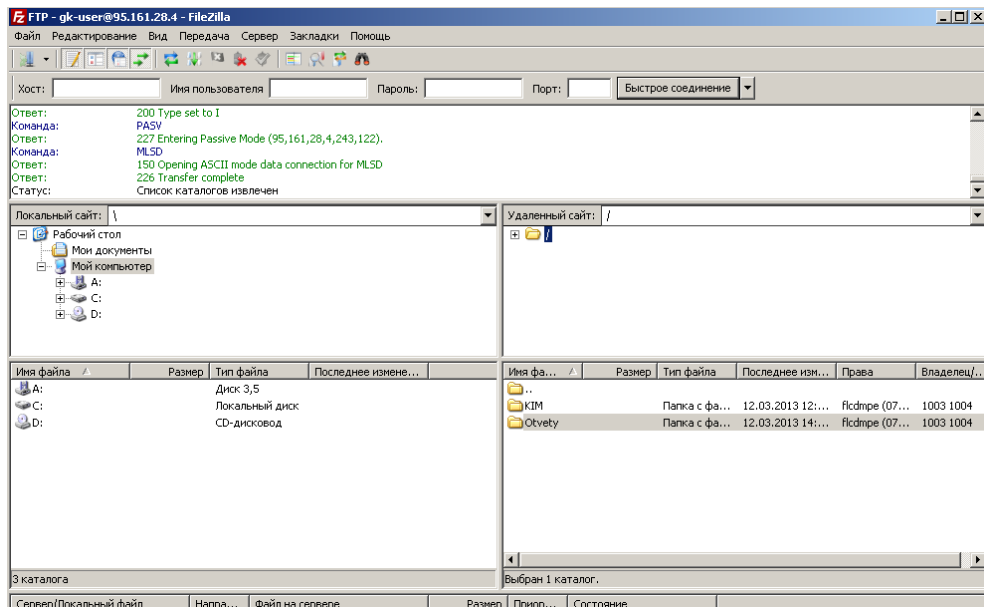 FTP - gk-user@95.161.28.4 - FileZilla
Файл Редактирование Вид Передача Сервер Закладки Помощь
Хост: Имя пользователя Пароль: Порт: Быстрое соединение
Ответ: 200 Type set to I
Команда: PASV
Ответ: 227 Entering Passive Mode (95,161,28,4,243,122).
Команда: MLSD
Ответ: 150 Opening ASCII mode data connection for MLSD
Ответ: 226 Transfer complete
Статус: Список каталогов извлечен
Локальный сайт: \
Удаленный сайт: /
Рабочий стол
Мои документы
Мой компьютер
A:
C:
D:
/
Имя файла Размер Тип файла Последнее измене...
A: Диск 3,5
C: Локальный диск
D: CD-дисковод
3 каталога
Имя фа... Размер Тип файла Последнее изм... Права Владелец/...
..
KIM Папка с фа... 12.03.2013 12:... flcdmpe (07... 1003 1004
Otvety Папка с фа... 12.03.2013 14:... flcdmpe (07... 1003 1004
Выбран 1 каталог.
Сервер/Локальный файл Напра... Файл на сервере Размер Приор... Состояние